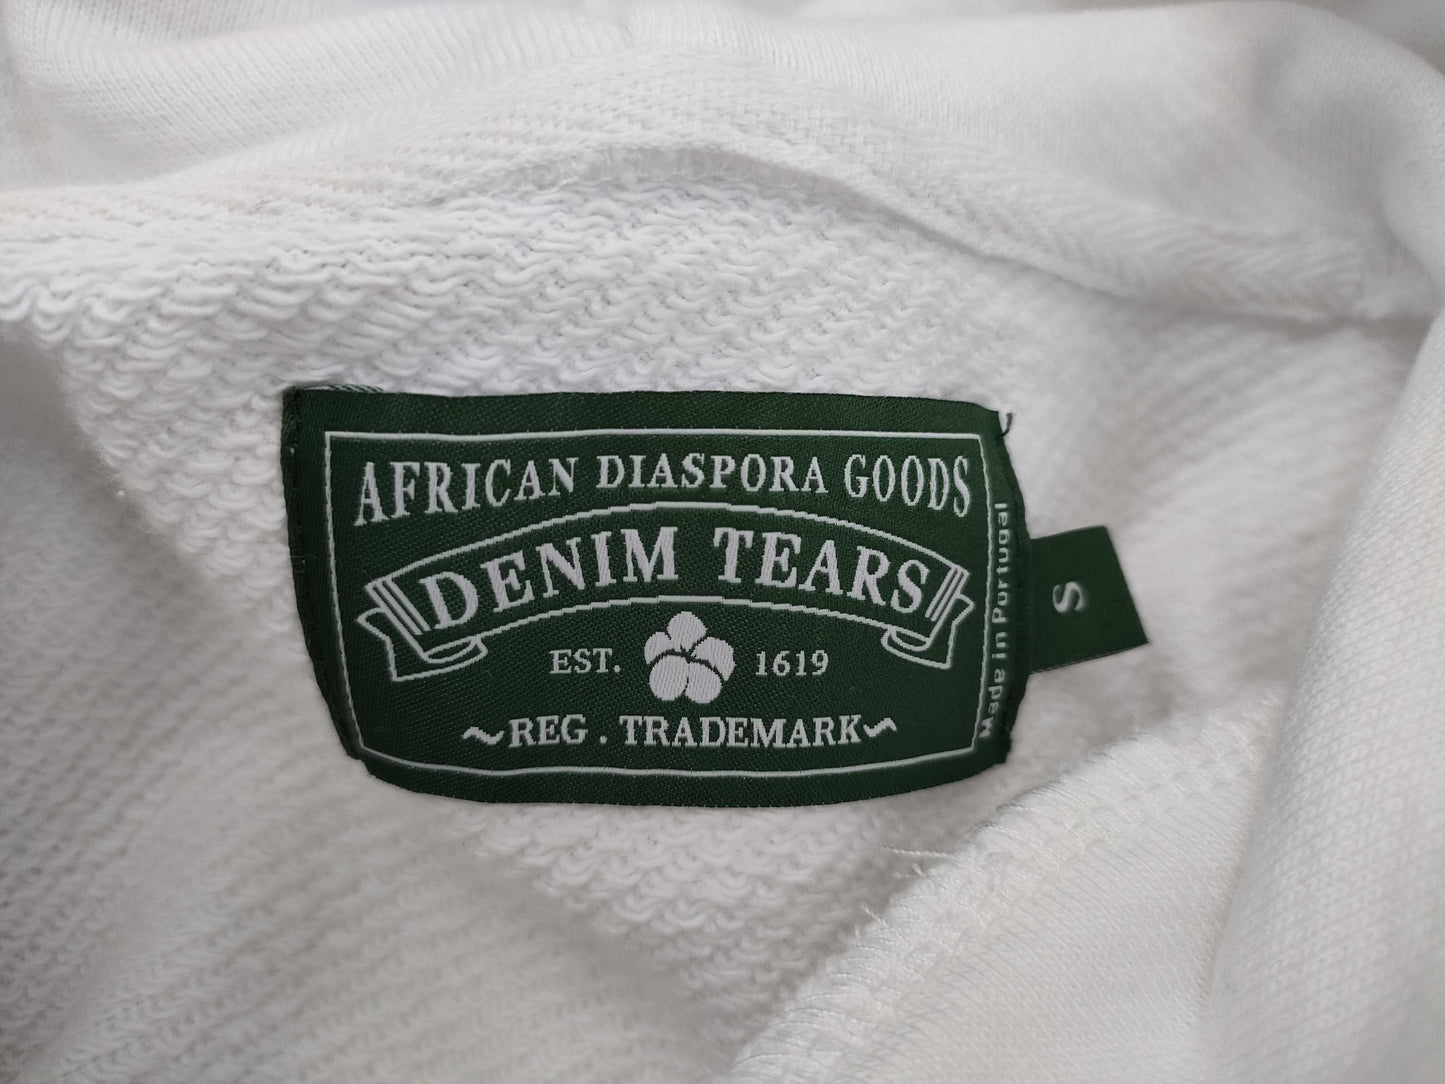 AFRICAN DIASPORA GOODS
DENIM TEARS
EST. 1619
~REG . TRADEMARK~
Made in Portugal
S